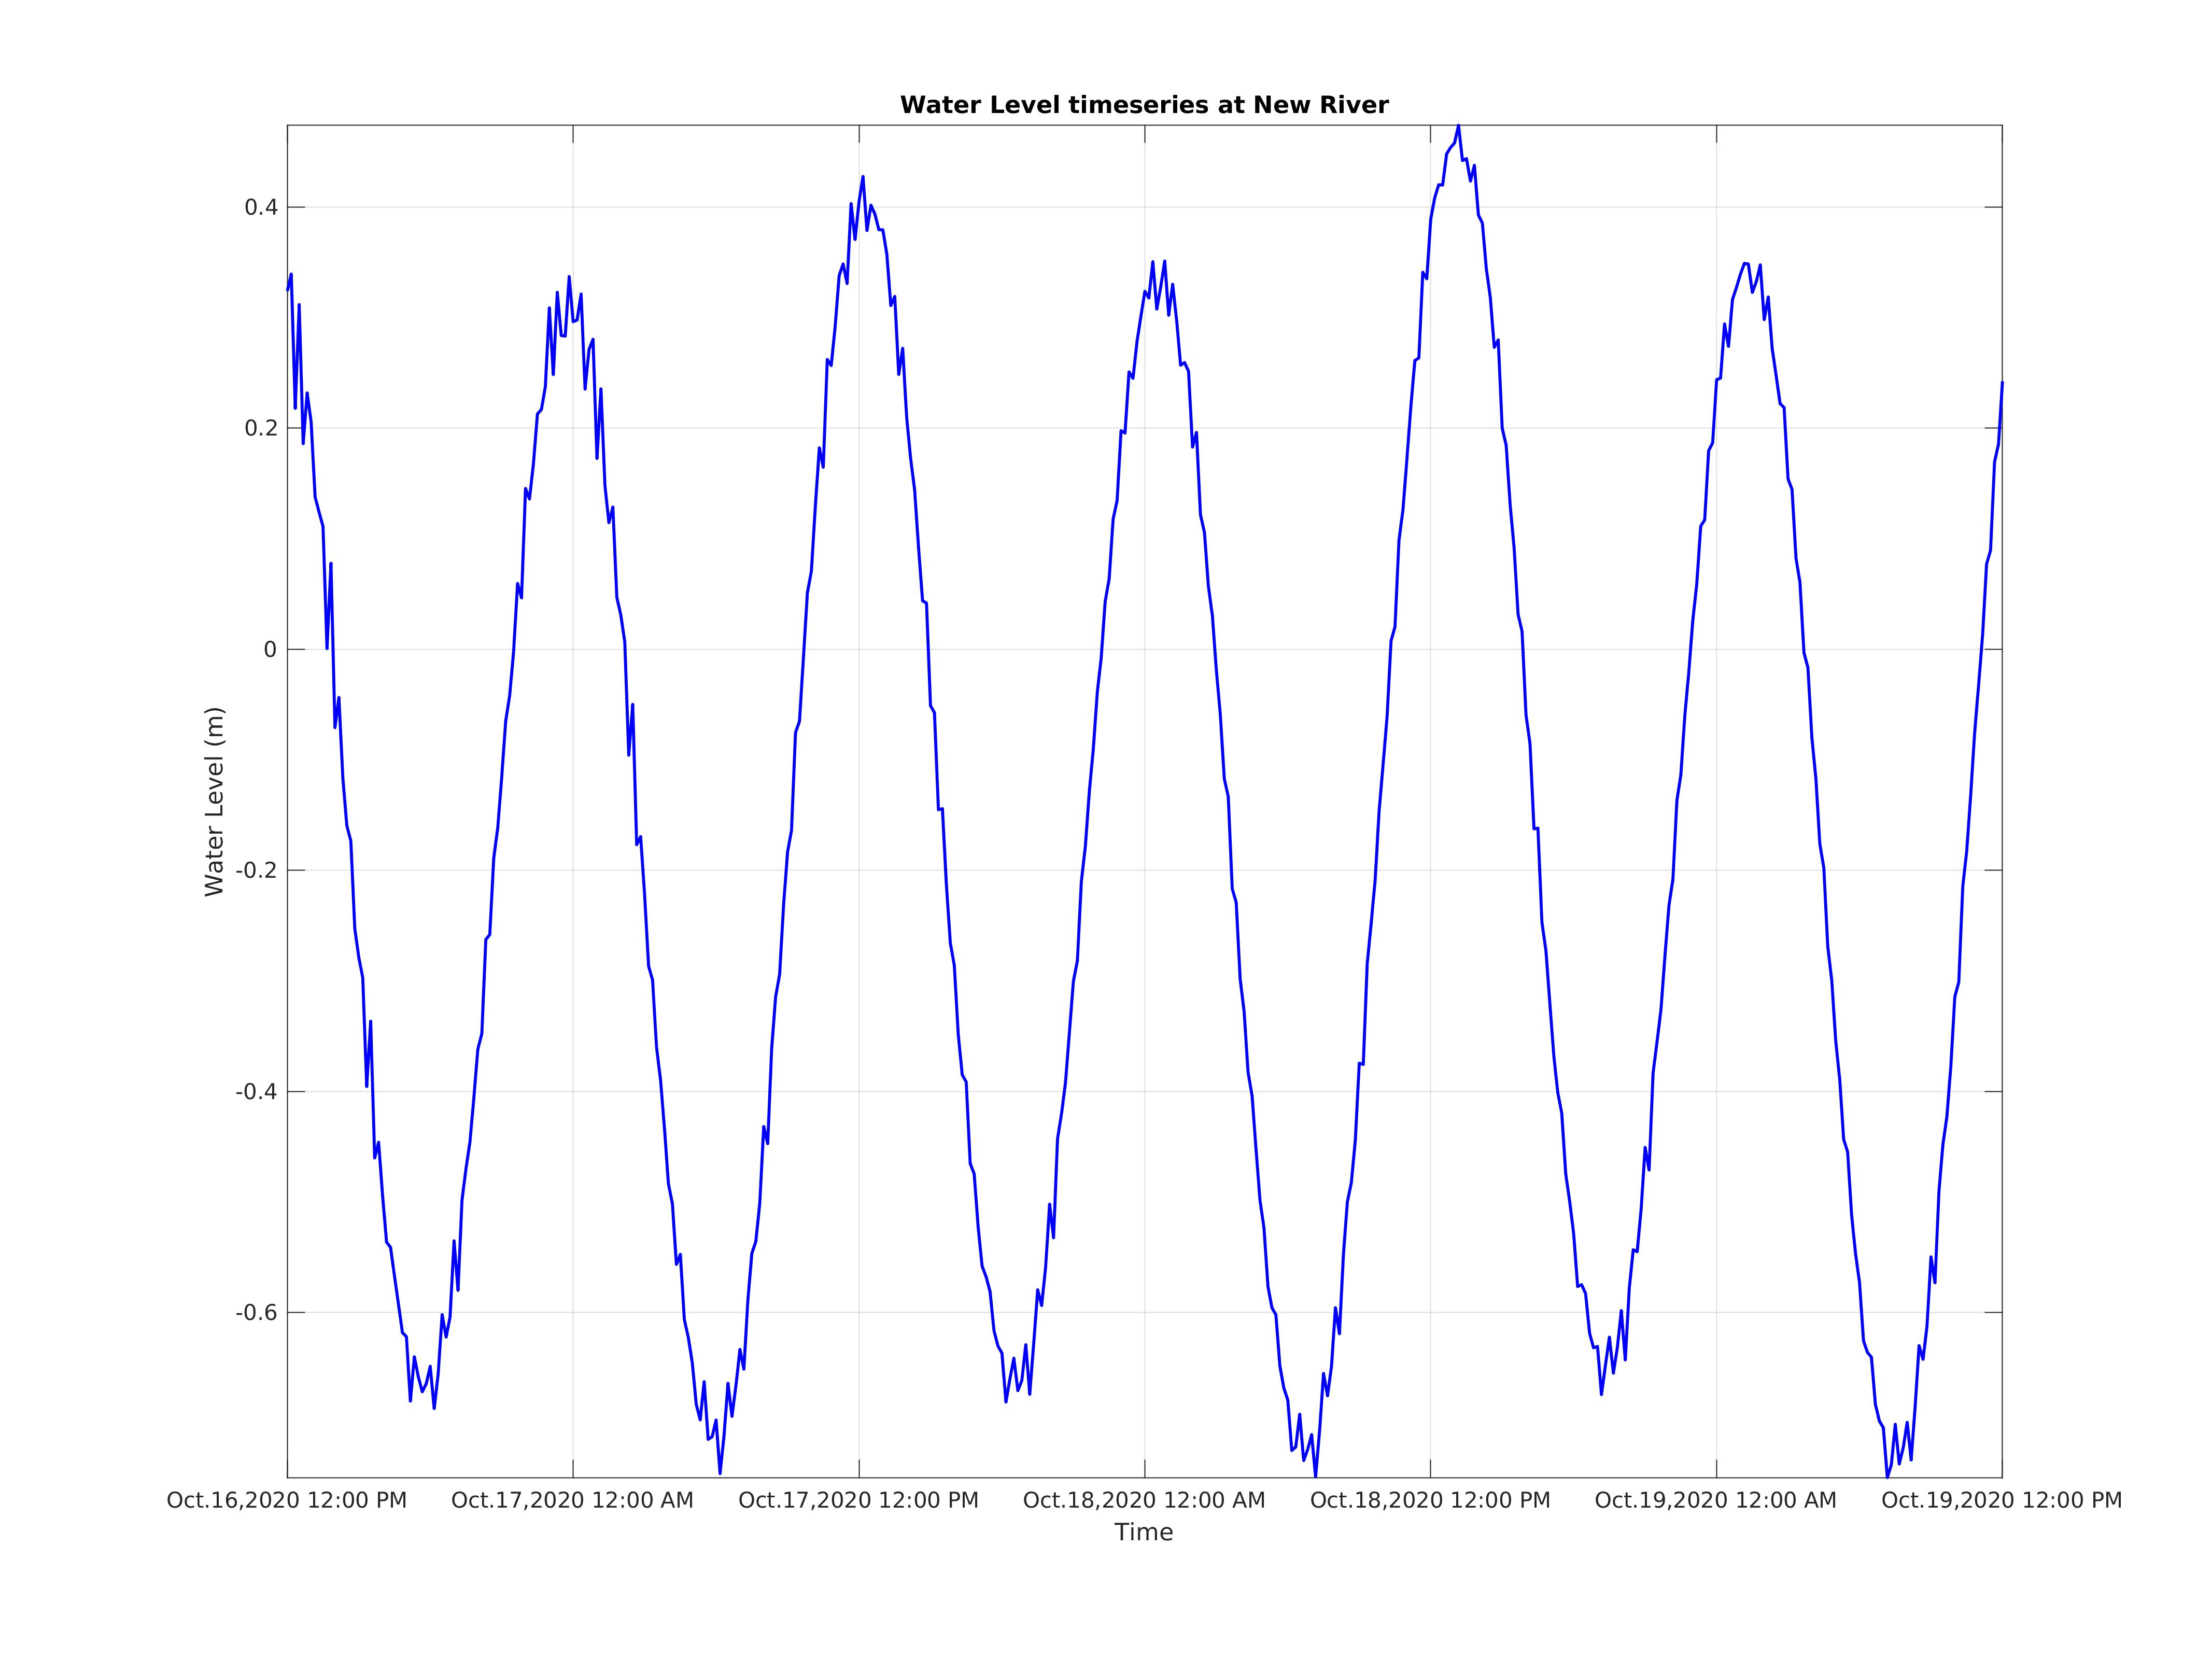 Water Level timeseries at New River
0.4
0.2
0
-0.2
-0.4
-0.6
Water Level (m)
Oct.16,2020 12:00 PM Oct.17,2020 12:00 AM Oct.17,2020 12:00 PM Oct.18,2020 12:00 AM Oct.18,2020 12:00 PM Oct.19,2020 12:00 AM Oct.19,2020 12:00 PM
Time